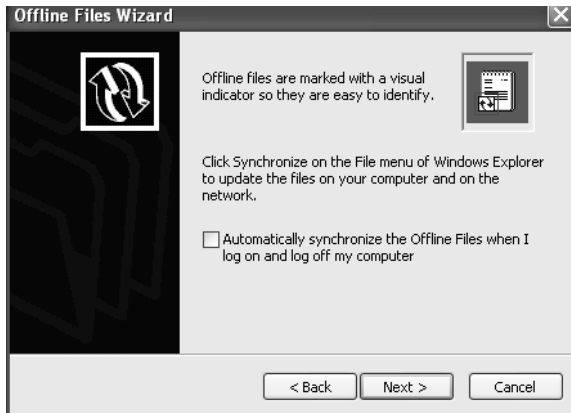 Offline Files Wizard
Offline files are marked with a visual
indicator so they are easy to identify.
Click Synchronize on the File menu of Windows Explorer
to update the files on your computer and on the
network.
Automatically synchronize the Offline Files when I
log on and log off my computer
< Back
Next >
Cancel